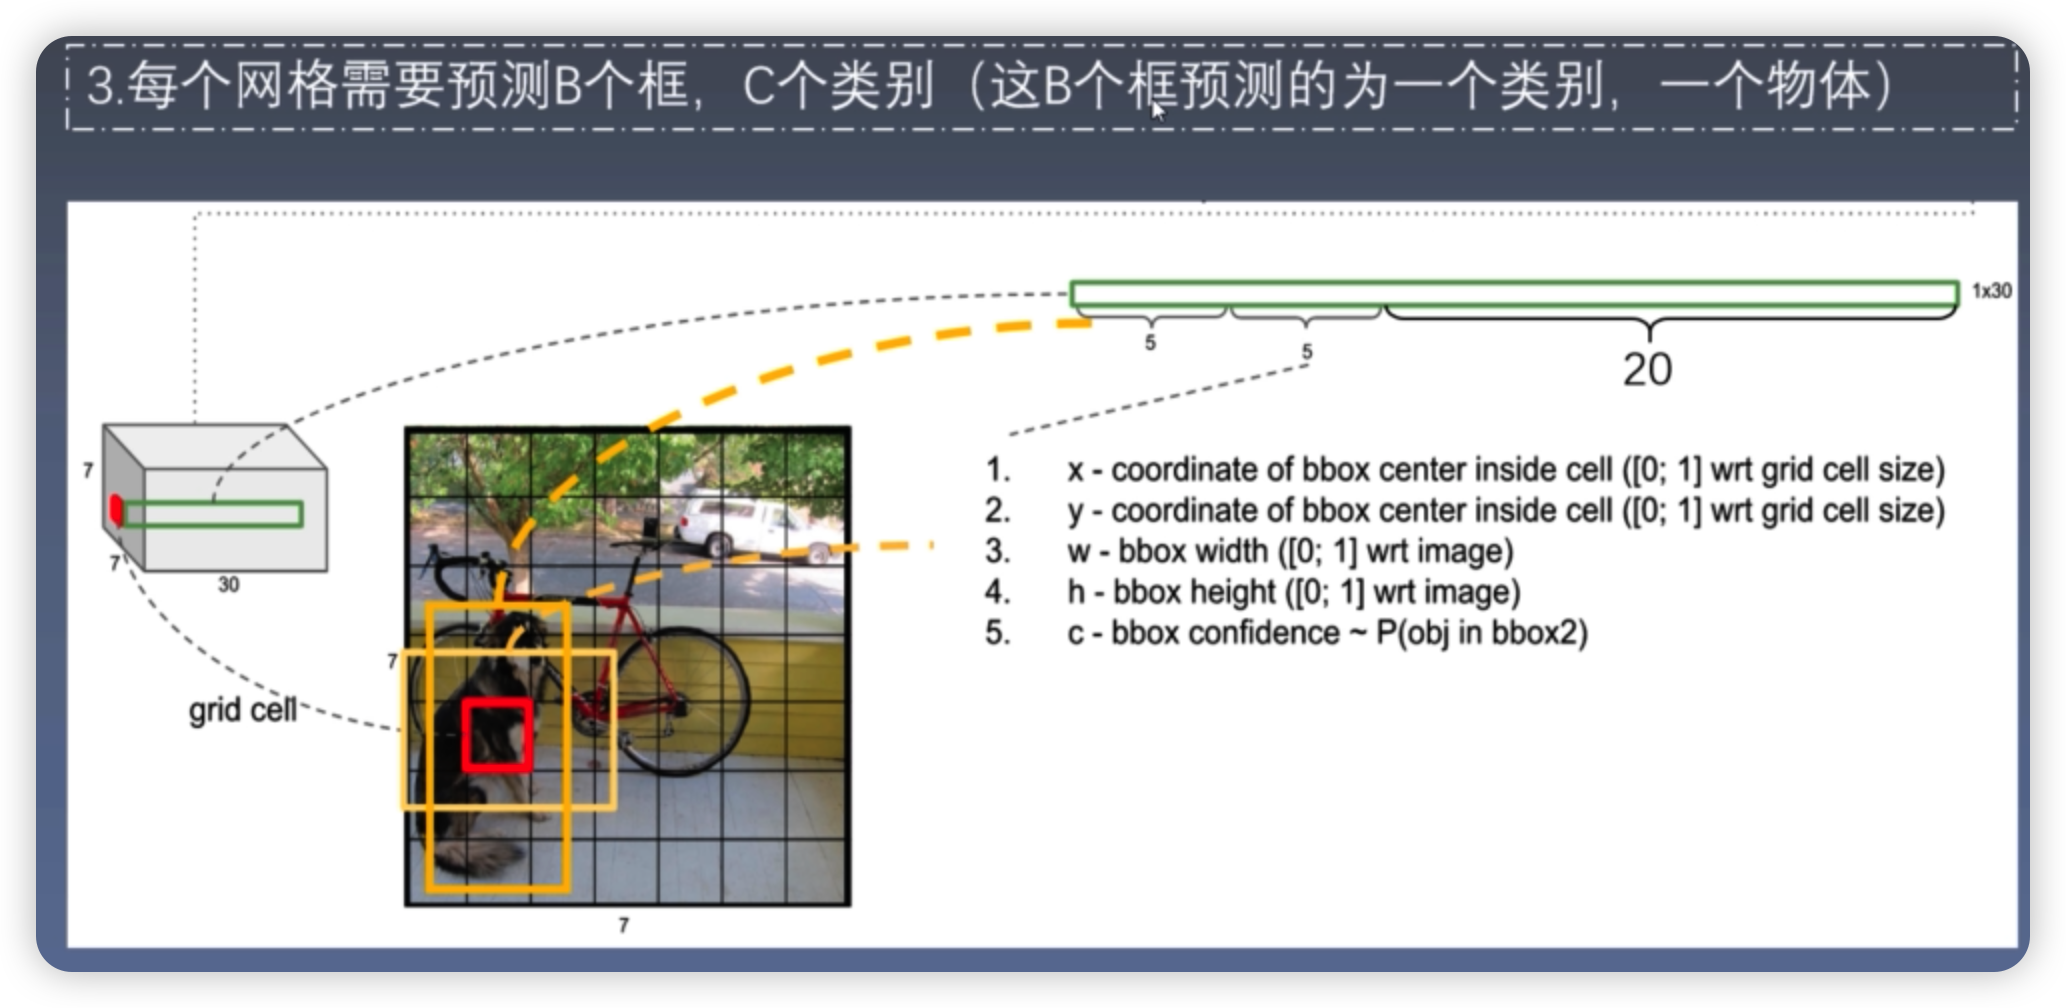 3.每个网格需要预测B个框，C个类别（这B个框预测的为一个类别，一个物体）
1x30
5
5
20
7
7
30
1. x - coordinate of bbox center inside cell ([0; 1] wrt grid cell size)
2. y - coordinate of bbox center inside cell ([0; 1] wrt grid cell size)
3. w - bbox width ([0; 1] wrt image)
4. h - bbox height ([0; 1] wrt image)
5. c - bbox confidence ~ P(obj in bbox2)
7
grid cell
7